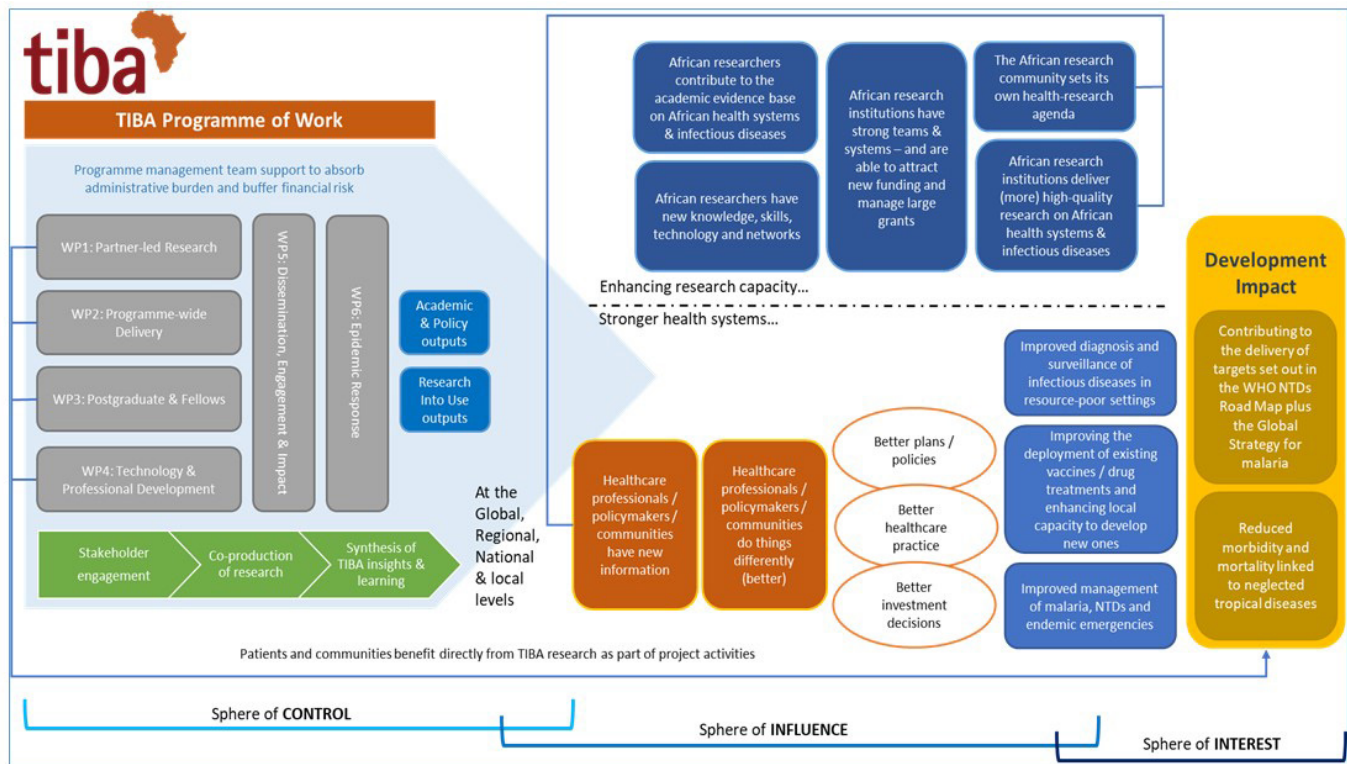 tiba
TIBA Programme of Work
Programme management team support to absorb
administrative burden and buffer financial risk
WP1: Partner-led Research
WP2: Programme-wide
Delivery
WP3: Postgraduate & Fellows
WP4: Technology &
Professional Development
WP5: Dissemination, Engagement &
Impact
WP6: Epidemic Response
Academic
& Policy
outputs
Research
Into Use
outputs
Stakeholder
engagement
Co-production
of research
Synthesis of
TIBA insights &
learning
At the
Global,
Regional,
National
& local
levels
African researchers
contribute to the
academic evidence base
on African health systems
& infectious diseases
African researchers have
new knowledge, skills,
technology and networks
African research
institutions have
strong teams &
systems – and are
able to attract
new funding and
manage large
grants
The African research
community sets its
own health-research
agenda
African research
institutions deliver
(more) high-quality
research on African
health systems &
infectious diseases
Enhancing research capacity...
Stronger health systems...
Healthcare
professionals /
policymakers /
communities
have new
information
Healthcare
professionals /
policymakers /
communities
do things
differently
(better)
Better plans /
policies
Better
healthcare
practice
Better
investment
decisions
Improved diagnosis and
surveillance of
infectious diseases in
resource-poor settings
Improving the
deployment of existing
vaccines / drug
treatments and
enhancing local
capacity to develop
new ones
Improved management
of malaria, NTDs and
endemic emergencies
Development
Impact
Contributing to
the delivery of
targets set out in
the WHO NTDs
Road Map plus
the Global
Strategy for
malaria
Reduced
morbidity and
mortality linked
to neglected
tropical diseases
Patients and communities benefit directly from TIBA research as part of project activities
Sphere of CONTROL
Sphere of INFLUENCE
Sphere of INTEREST